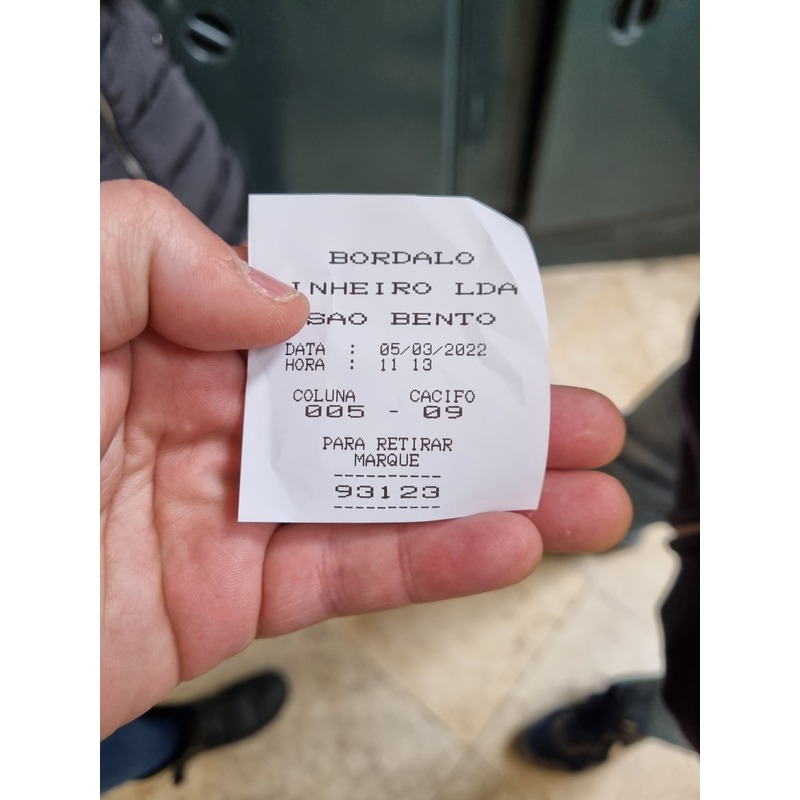 BORDALO
INHEIRO LDA
SAO BENTO
DATA : 05/03/2022
HORA : 11 13
COLUNA CACIFO
005 - 09
PARA RETIRAR
MARQUE
----------
93123
----------